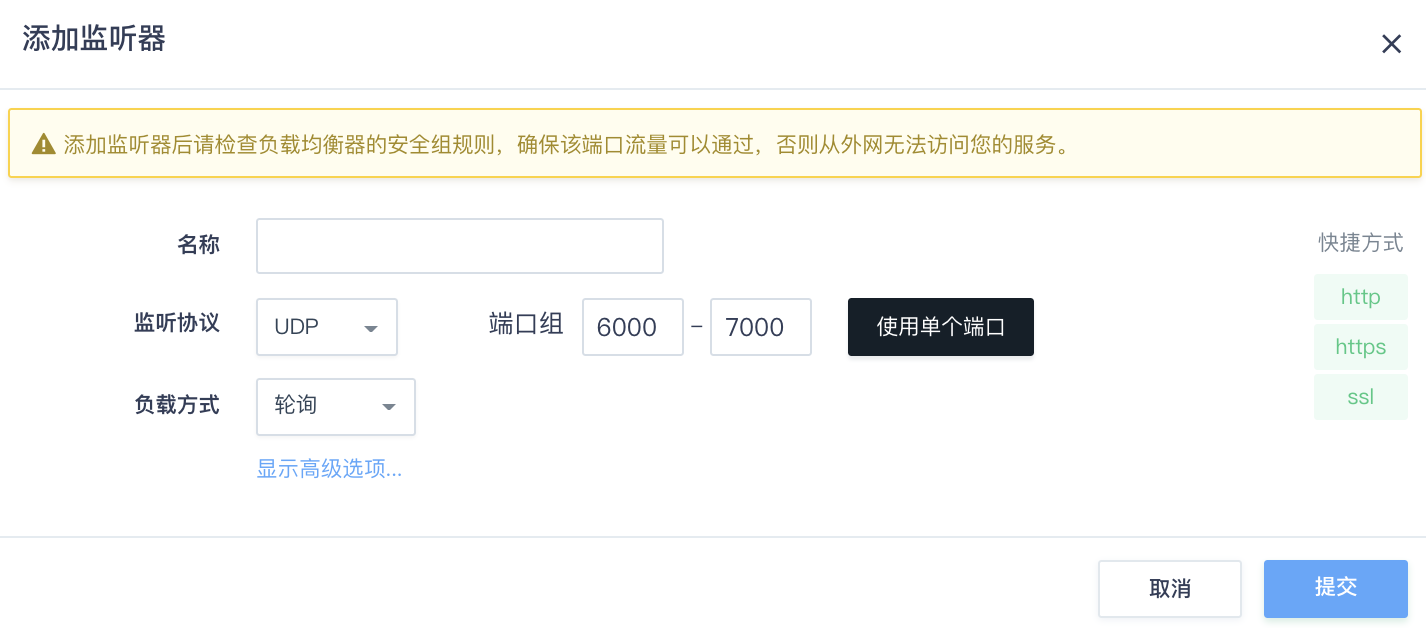 添加监听器
添加监听器后请检查负载均衡器的安全组规则，确保该端口流量可以通过，否则从外网无法访问您的服务。
名称
快捷方式
http
监听协议 UDP 端口组 6000 - 7000 使用单个端口
https
负载方式 轮询
ssl
显示高级选项...
取消 提交